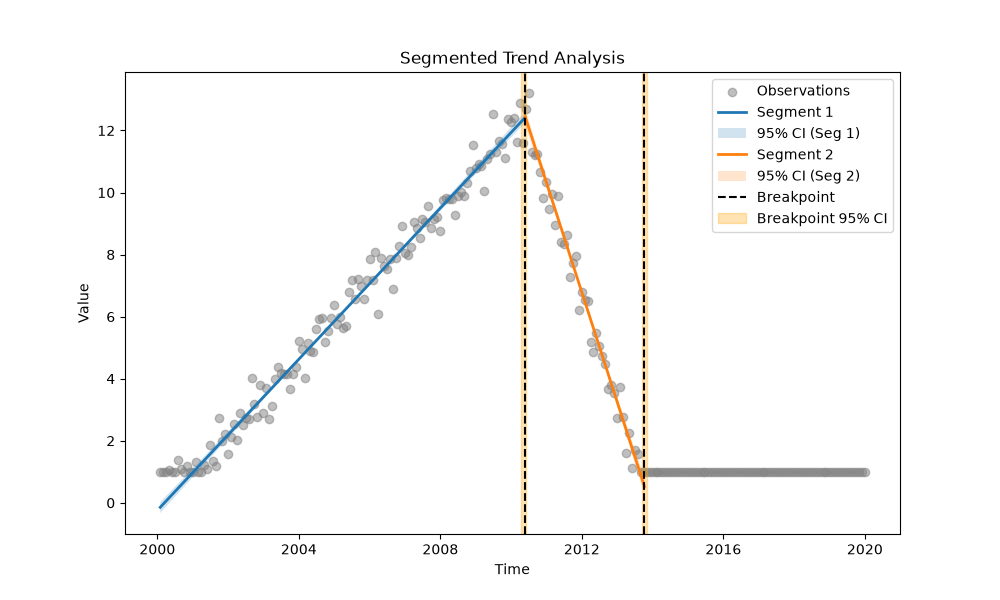 Segmented Trend Analysis
Observations
Segment 1
95% CI (Seg 1)
Segment 2
95% CI (Seg 2)
Breakpoint
Breakpoint 95% CI
Value
12
10
8
6
4
2
0
2000 2004 2008 2012 2016 2020
Time